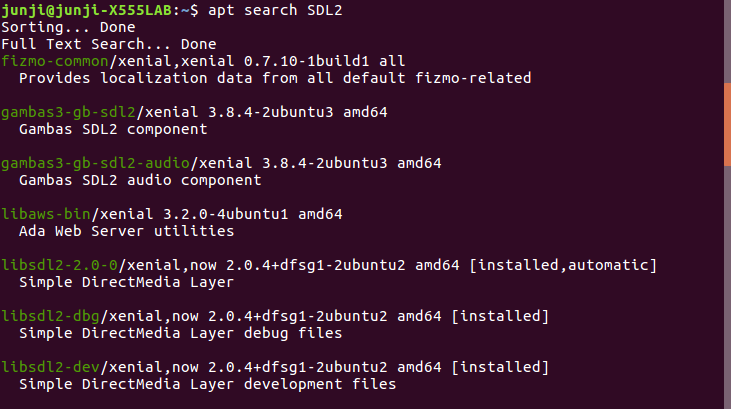 junji@junji-X555LAB:~$ apt search SDL2
Sorting... Done
Full Text Search... Done
fizmo-common/xenial,xenial 0.7.10-1build1 all
  Provides localization data from all default fizmo-related

gambas3-gb-sdl2/xenial 3.8.4-2ubuntu3 amd64
  Gambas SDL2 component

gambas3-gb-sdl2-audio/xenial 3.8.4-2ubuntu3 amd64
  Gambas SDL2 audio component

libaws-bin/xenial 3.2.0-4ubuntu1 amd64
  Ada Web Server utilities

libsdl2-2.0-0/xenial,now 2.0.4+dfsg1-2ubuntu2 amd64 [installed,automatic]
  Simple DirectMedia Layer

libsdl2-dbg/xenial,now 2.0.4+dfsg1-2ubuntu2 amd64 [installed]
  Simple DirectMedia Layer debug files

libsdl2-dev/xenial,now 2.0.4+dfsg1-2ubuntu2 amd64 [installed]
  Simple DirectMedia Layer development files